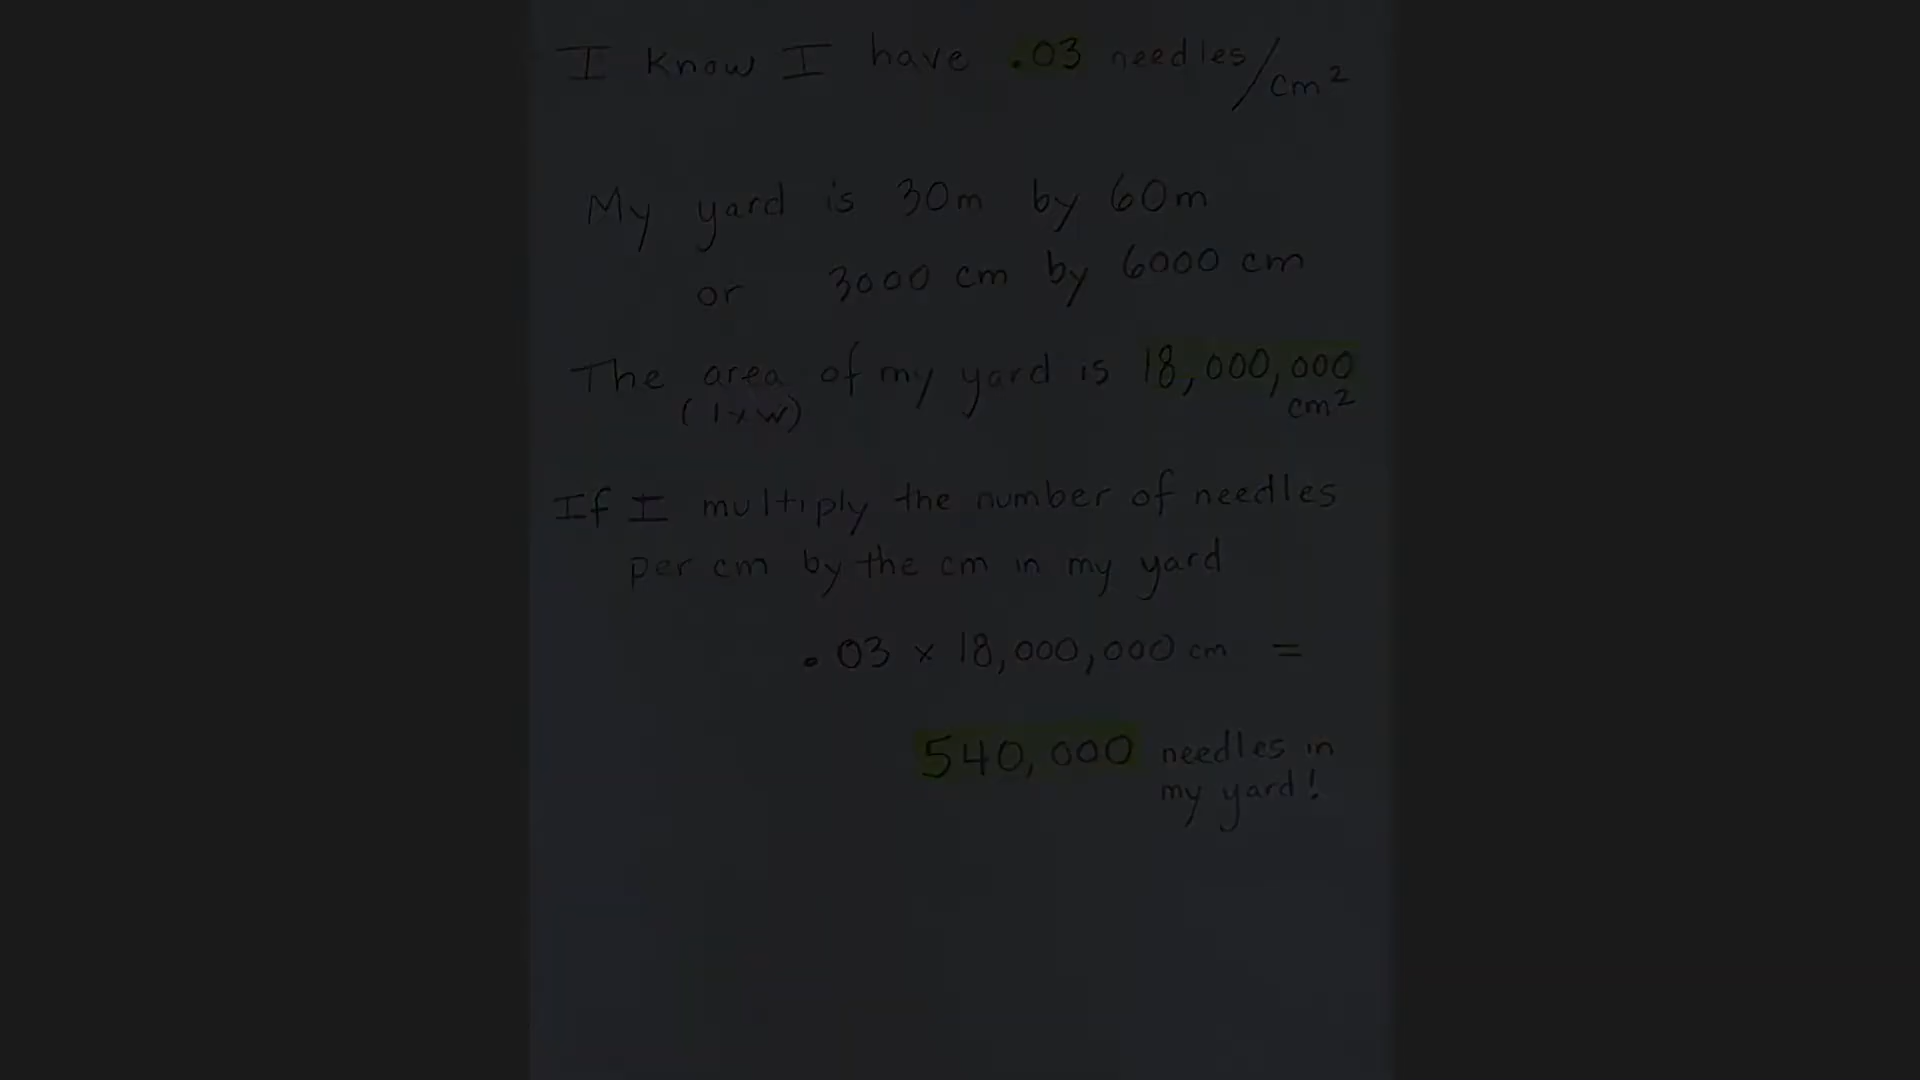 I know I have .03 needles/cm²
My yard is 30m by 60m
or 3000 cm by 6000 cm
The area of my yard is 18,000,000
(l x w) cm²
If I multiply the number of needles
per cm by the cm in my yard
.03 x 18,000,000 cm =
540,000 needles in
my yard!